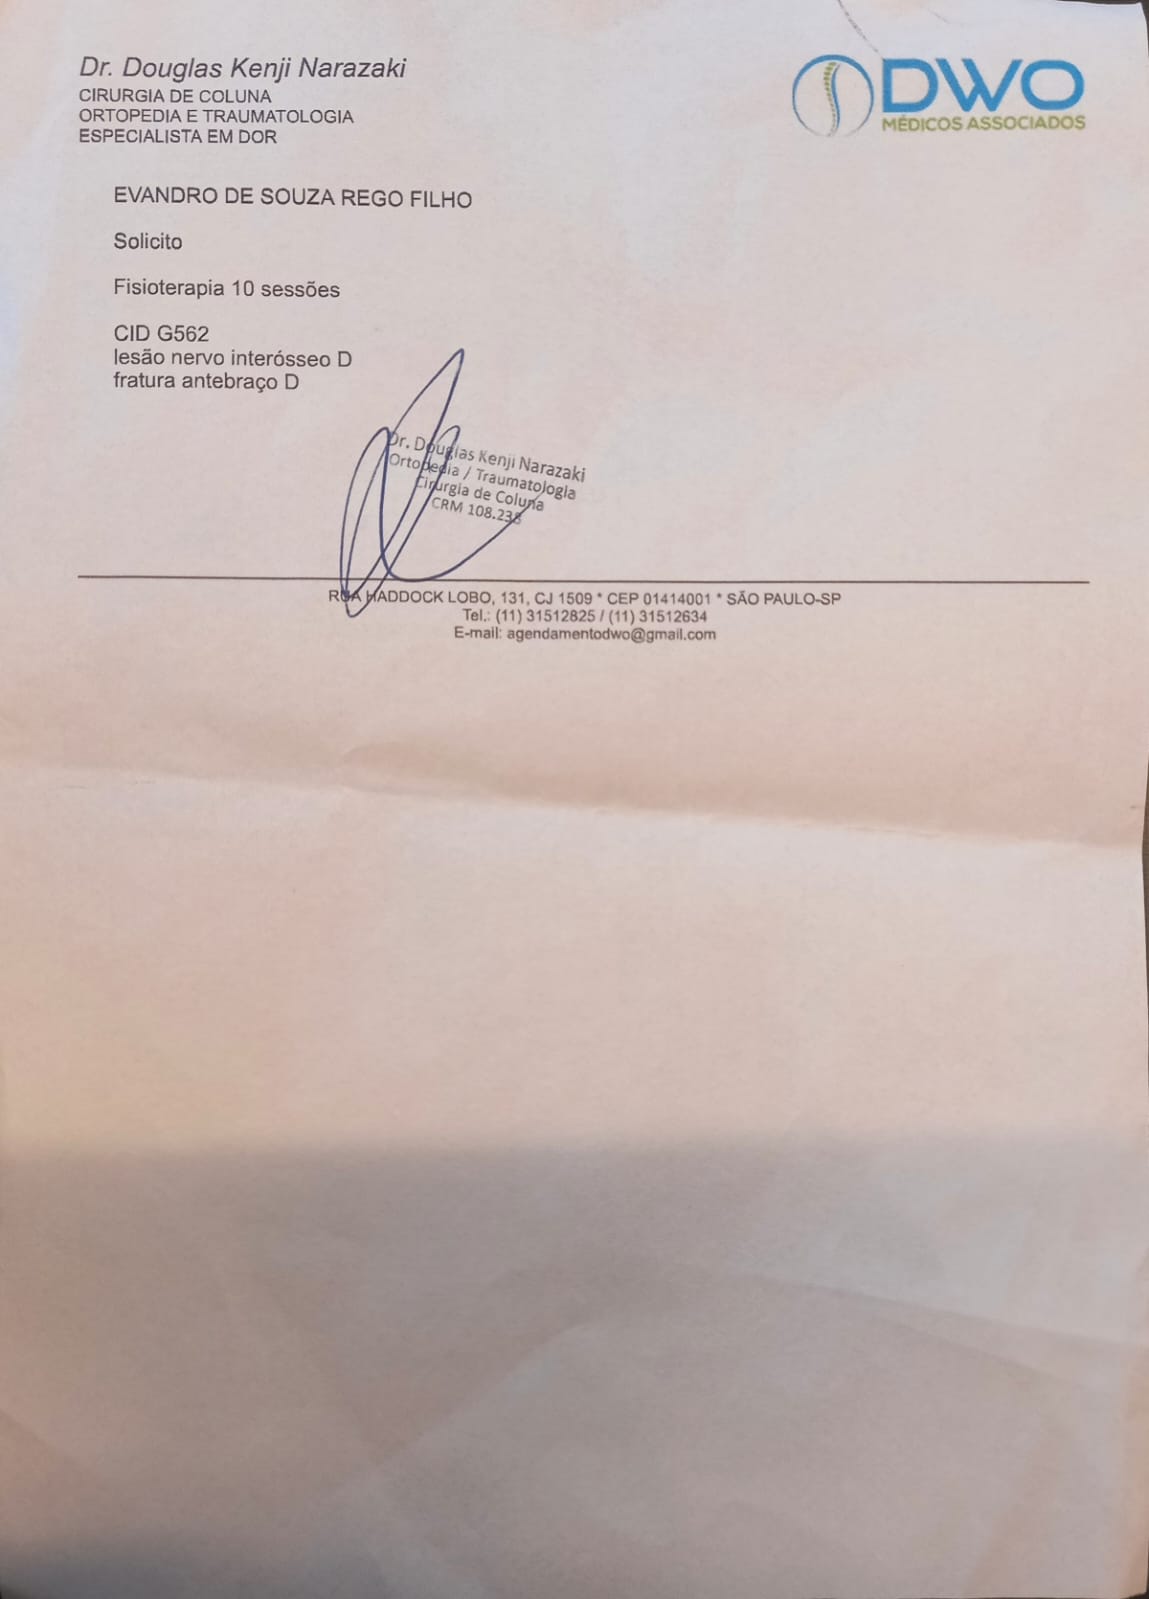 Dr. Douglas Kenji Narazaki
CIRURGIA DE COLUNA
ORTOPEDIA E TRAUMATOLOGIA
ESPECIALISTA EM DOR
DWO
MÉDICOS ASSOCIADOS
EVANDRO DE SOUZA REGO FILHO
Solicito
Fisioterapia 10 sessões
CID G562
lesão nervo interósseo D
fratura antebraço D
Dr. Douglas Kenji Narazaki
Ortopedia / Traumatologia
Cirurgia de Coluna
CRM 108.238
RUA HADDOCK LOBO, 131, CJ 1509 * CEP 01414001 * SÃO PAULO-SP
Tel.: (11) 31512825 / (11) 31512634
E-mail: agendamentodwo@gmail.com